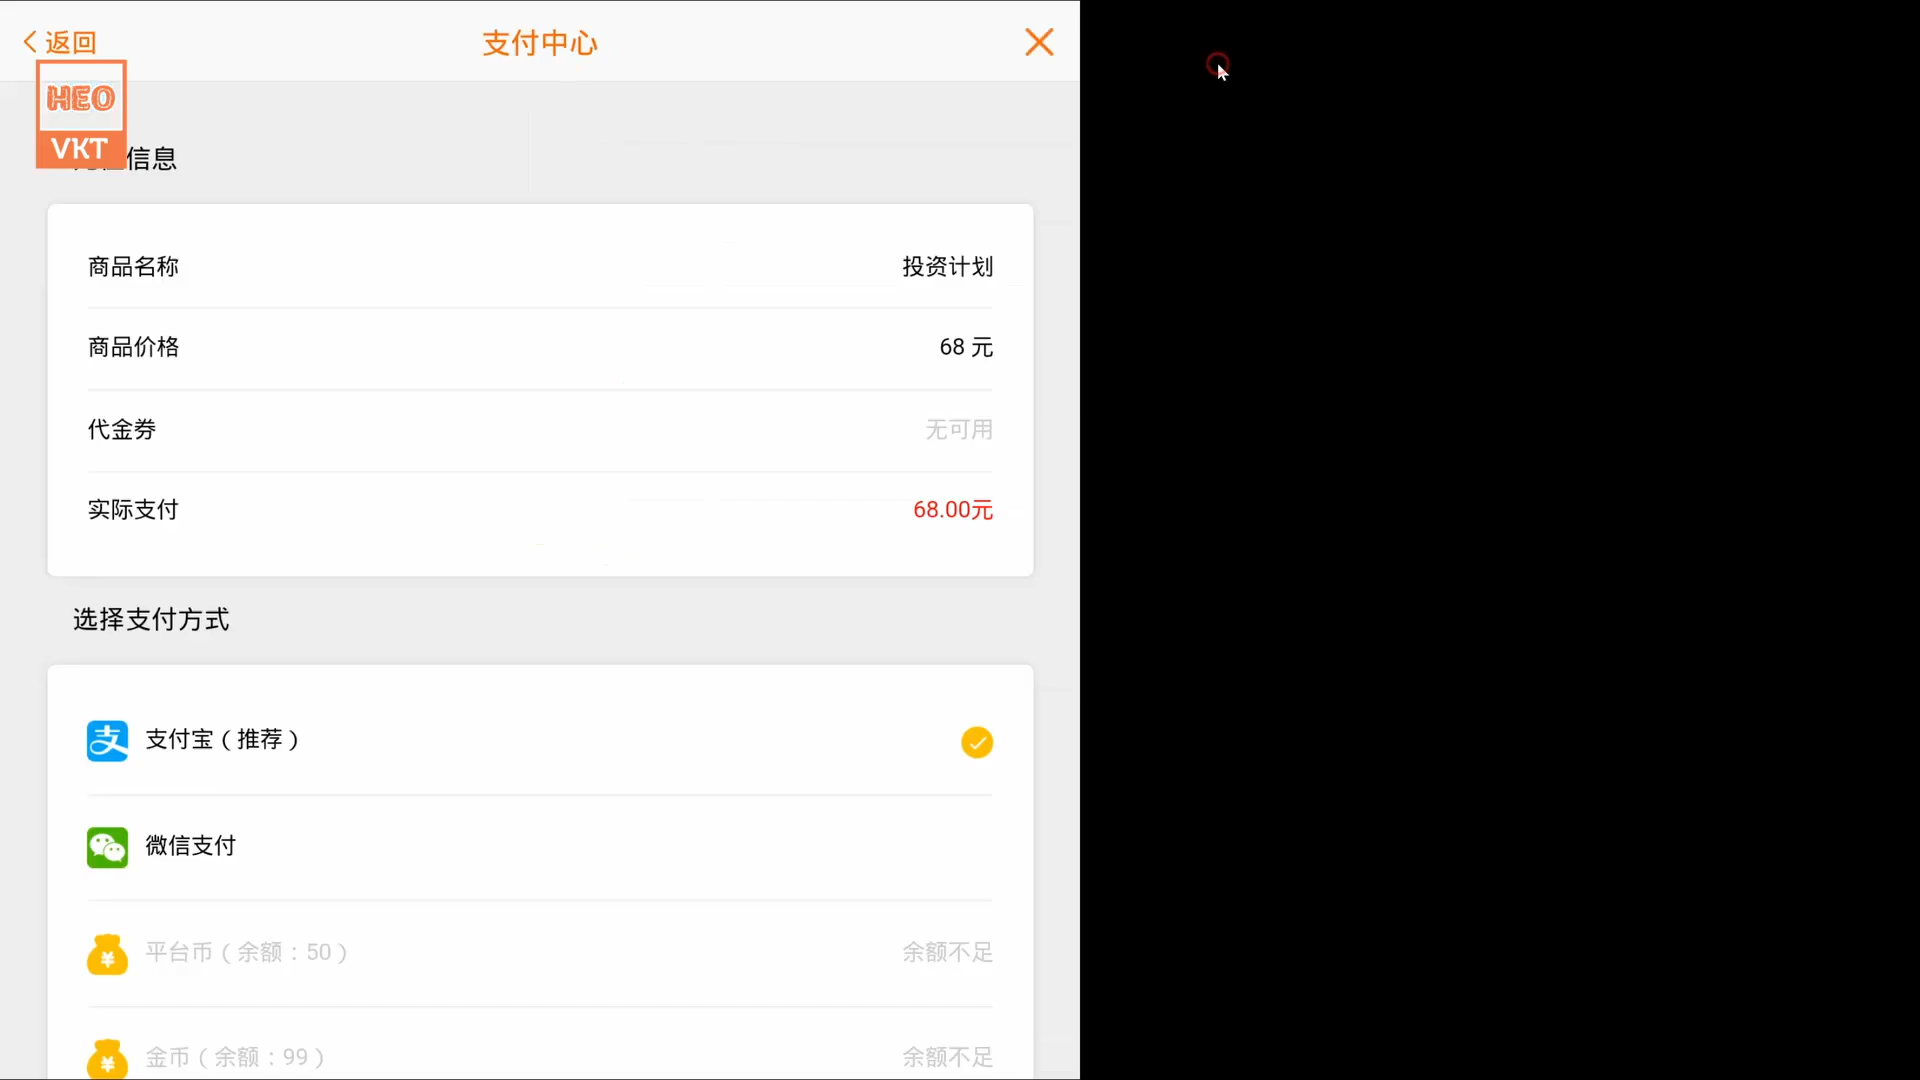 返回
支付中心
HEO
VKT
信息
商品名称 投资计划
商品价格 68 元
代金券 无可用
实际支付 68.00元
选择支付方式
支付宝（推荐）
微信支付
平台币（余额：50） 余额不足
金币（余额：99） 余额不足